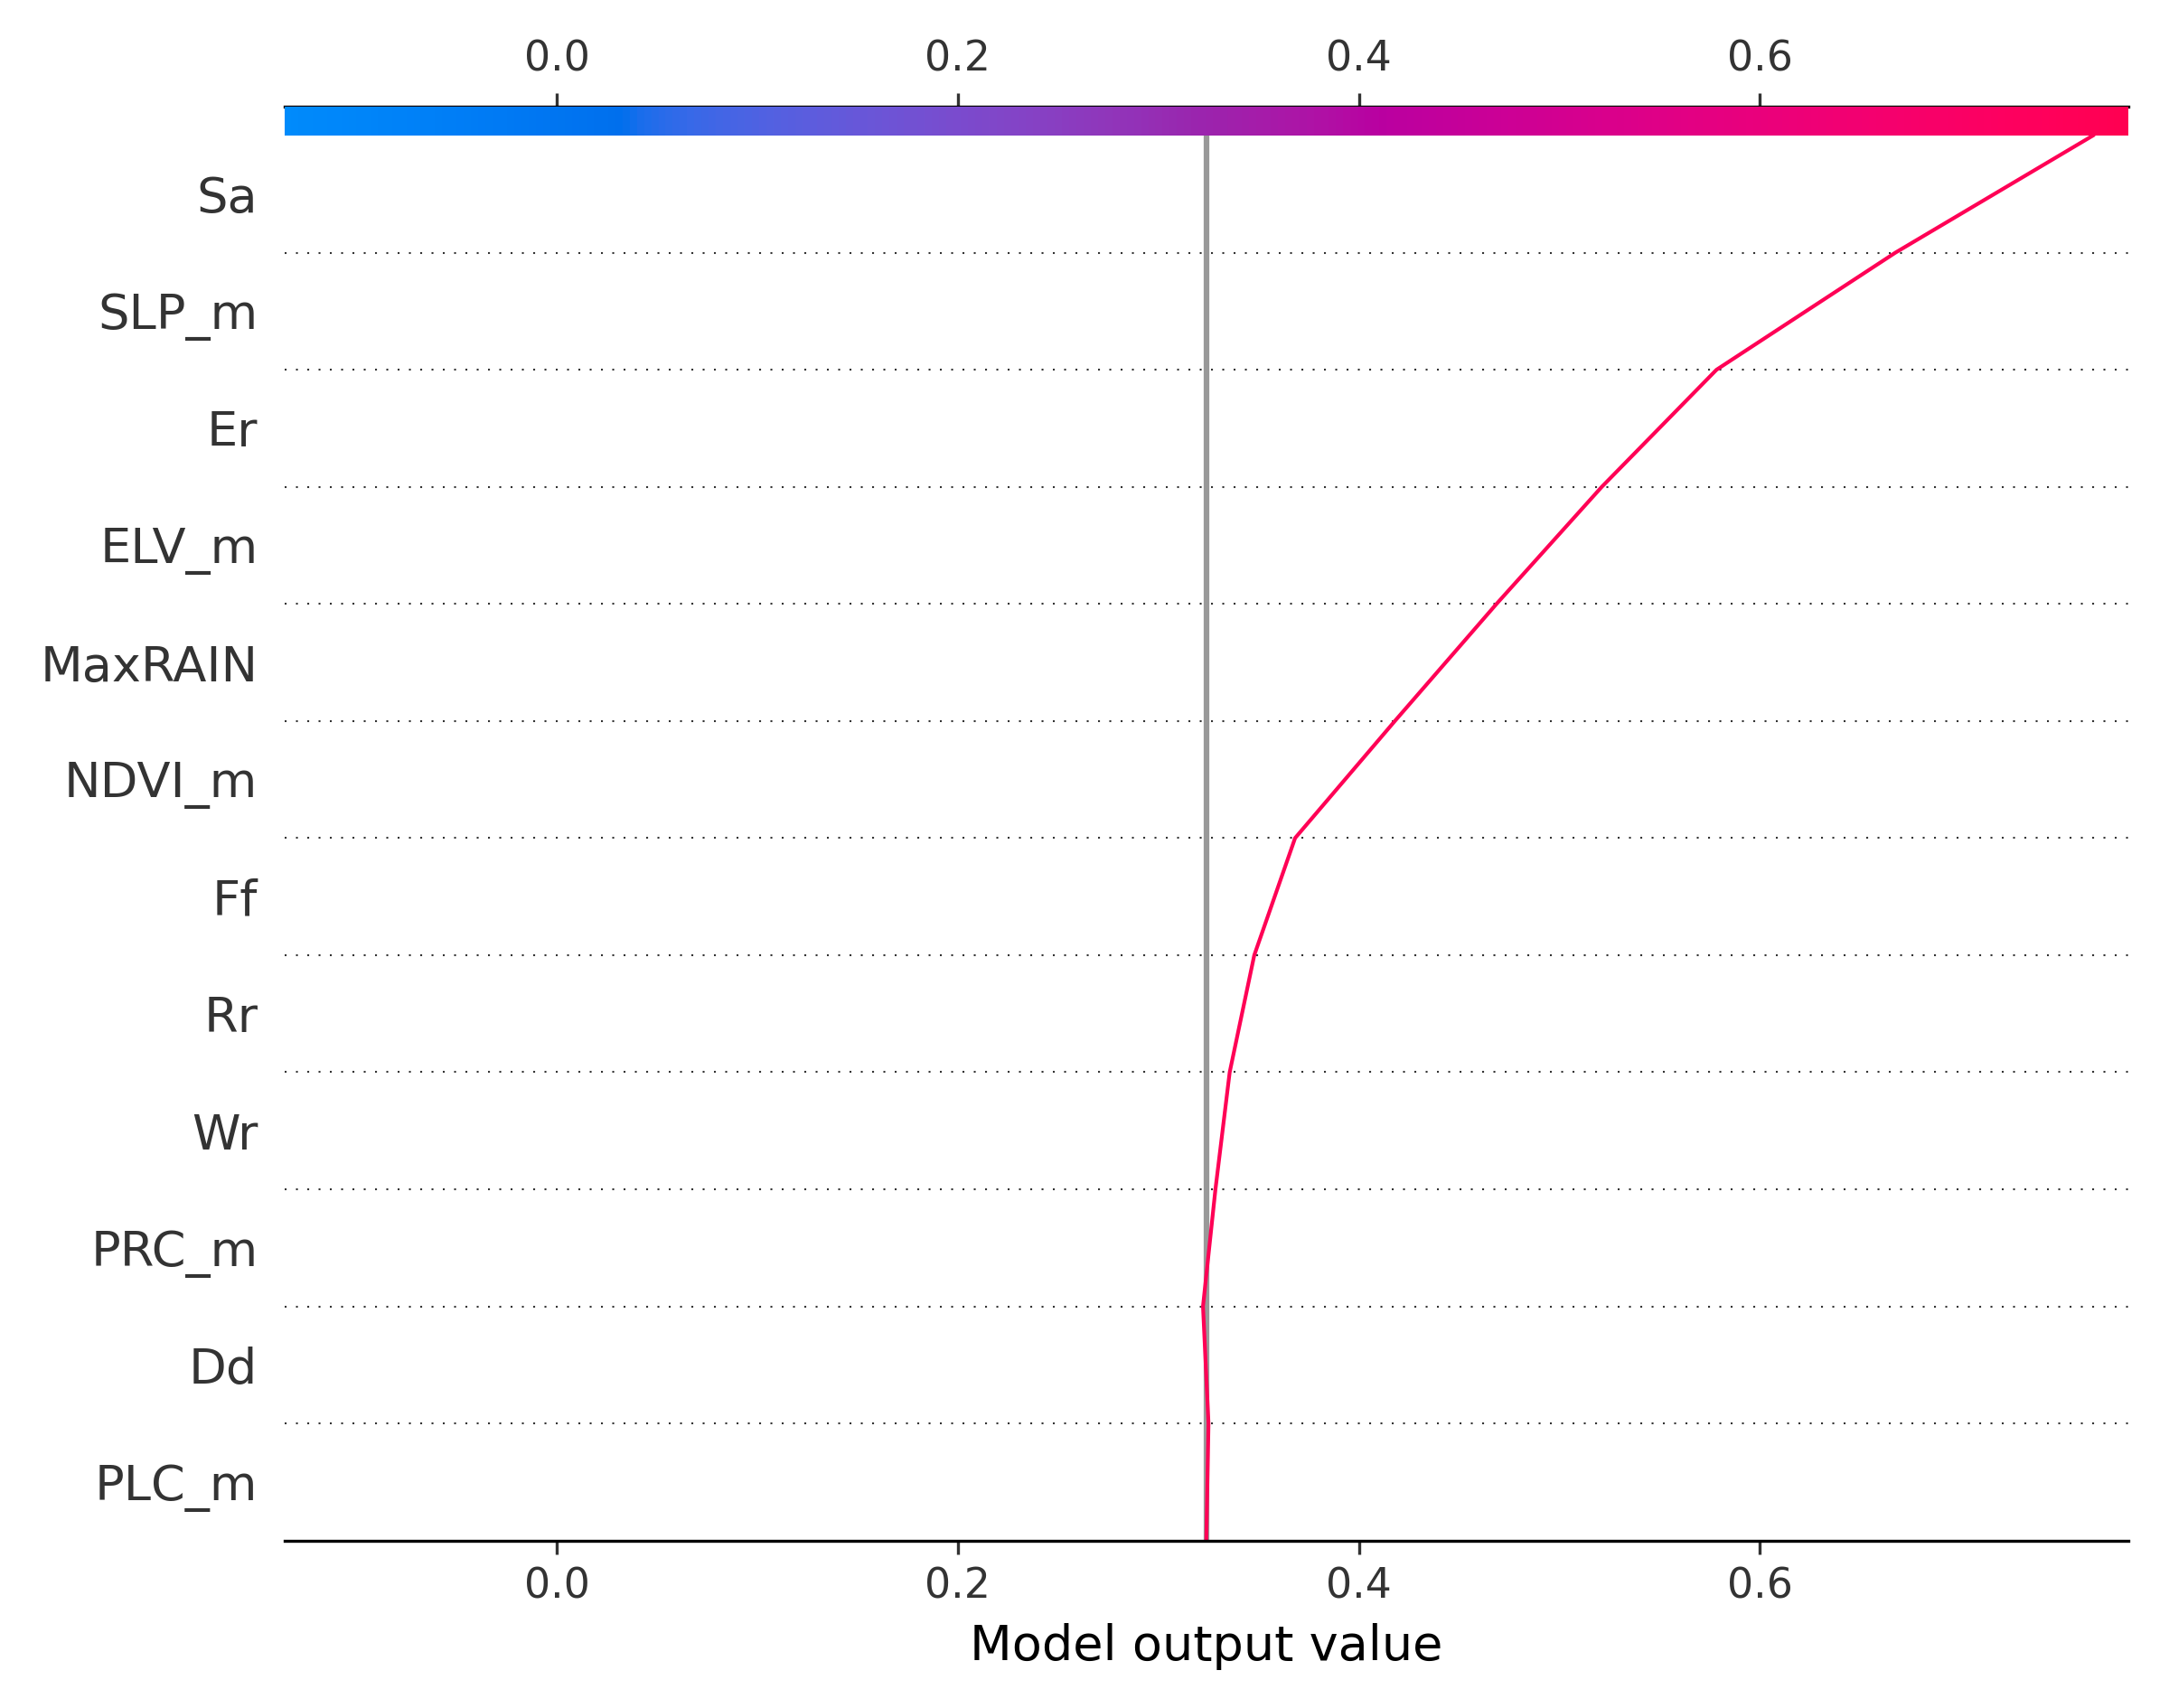 0.0 0.2 0.4 0.6
Sa
SLP_m
Er
ELV_m
MaxRAIN
NDVI_m
Ff
Rr
Wr
PRC_m
Dd
PLC_m
0.0 0.2 0.4 0.6
Model output value